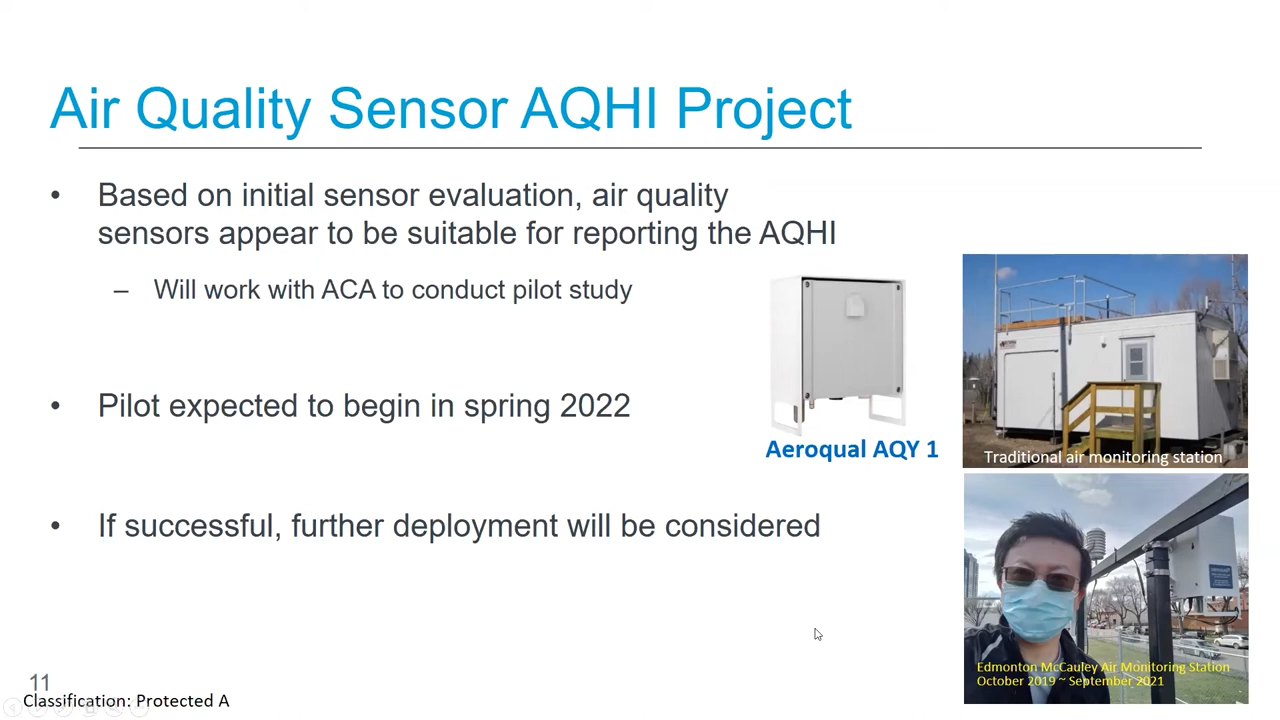 Air Quality Sensor AQHI Project
• Based on initial sensor evaluation, air quality
sensors appear to be suitable for reporting the AQHI
– Will work with ACA to conduct pilot study
• Pilot expected to begin in spring 2022
• If successful, further deployment will be considered
Aeroqual AQY 1
Traditional air monitoring station
Edmonton McCauley Air Monitoring Station
October 2019 ~ September 2021
11
Classification: Protected A